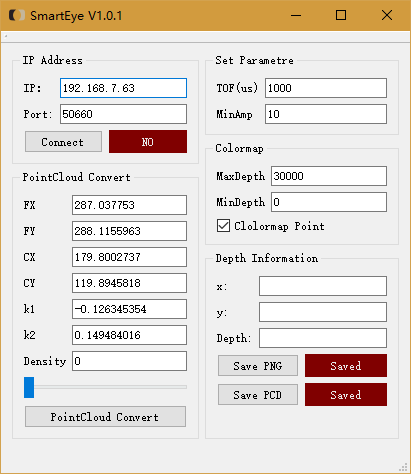 SmartEye V1.0.1
IP Address
IP: 192.168.7.63
Port: 50660
Connect NO
PointCloud Convert
FX 287.037753
FY 288.1155963
CX 179.8002737
CY 119.8945818
k1 -0.126345354
k2 0.149484016
Density 0
PointCloud Convert
Set Parametre
TOF(us) 1000
MinAmp 10
Colormap
MaxDepth 30000
MinDepth 0
Clolormap Point
Depth Information
x:
y:
Depth:
Save PNG Saved
Save PCD Saved